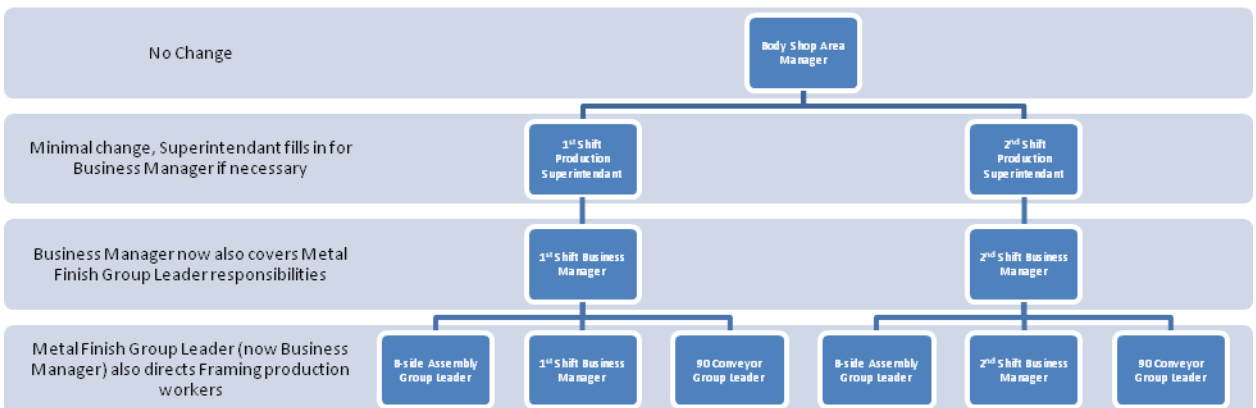 No Change
Body Shop Area
Manager
Minimal change, Superintendant fills in for
Business Manager if necessary
1st Shift
Production
Superintendant
2nd Shift
Production
Superintendant
Business Manager now also covers Metal
Finish Group Leader responsibilities
1st Shift Business
Manager
2nd Shift Business
Manager
Metal Finish Group Leader (now Business
Manager) also directs Framing production
workers
B-side Assembly
Group Leader
1st Shift Business
Manager
90 Conveyor
Group Leader
B-side Assembly
Group Leader
2nd Shift Business
Manager
90 Conveyor
Group Leader